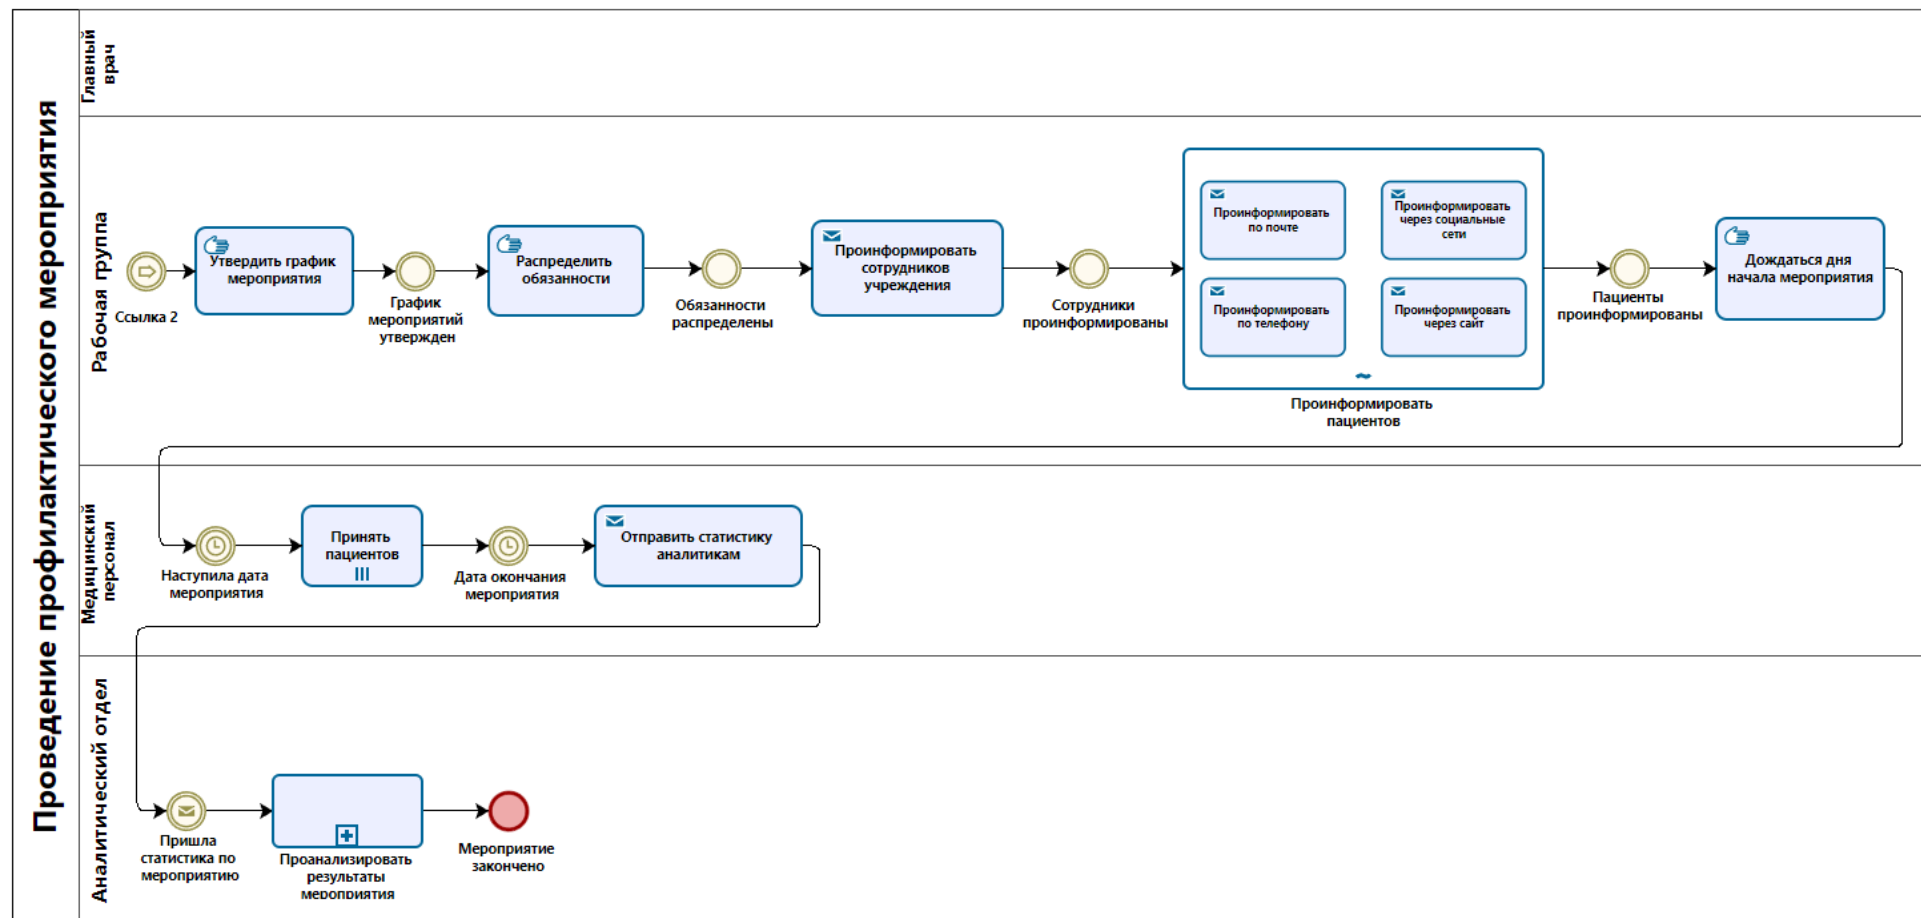 Проведение профилактического мероприятия
Главный
врач
Рабочая группа
Ссылка 2
Утвердить график
мероприятия
График
мероприятий
утвержден
Распределить
обязанности
Обязанности
распределены
Проинформировать
сотрудников
учреждения
Сотрудники
проинформированы
Проинформировать
по почте
Проинформировать
через социальные
сети
Проинформировать
по телефону
Проинформировать
через сайт
Проинформировать
пациентов
Пациенты
проинформированы
Дождаться дня
начала мероприятия
Медицинский
персонал
Наступила дата
мероприятия
Принять
пациентов
Дата окончания
мероприятия
Отправить статистику
аналитикам
Аналитический отдел
Пришла
статистика по
мероприятию
Проанализировать
результаты
мероприятия
Мероприятие
закончено